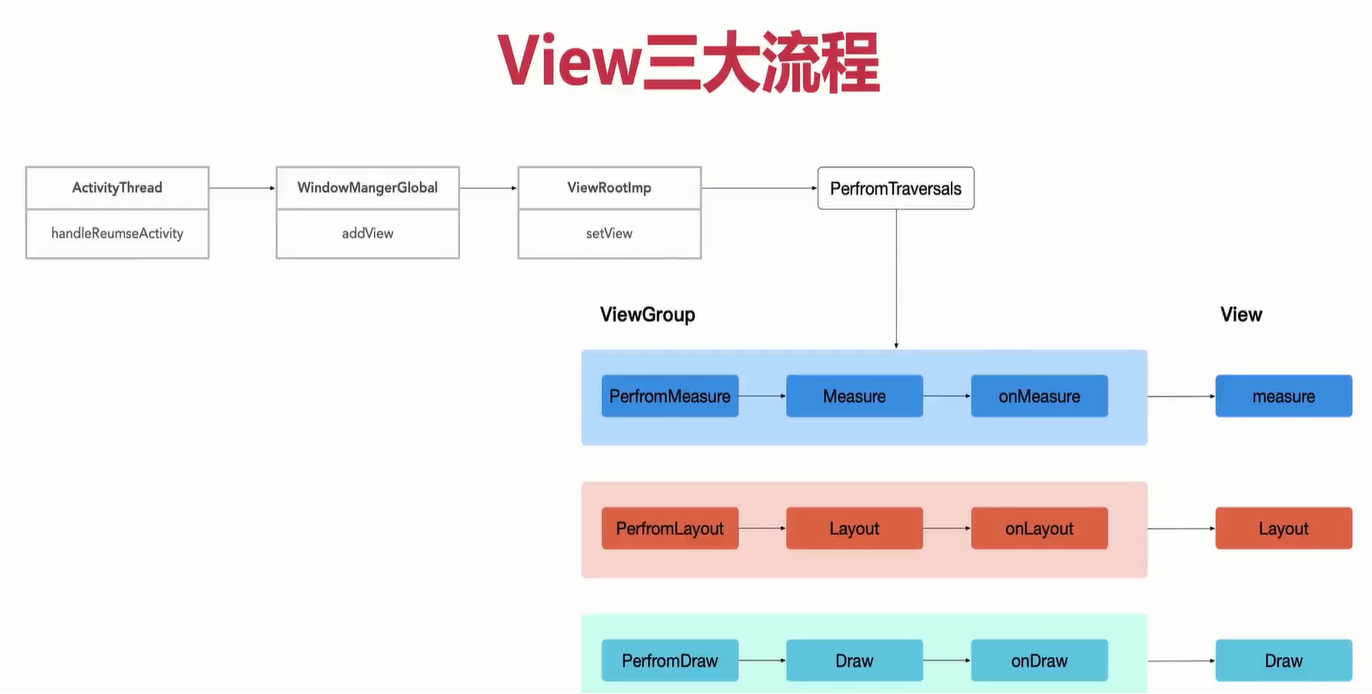 View三大流程
ActivityThread
WindowMangerGlobal
ViewRootImp
PerfromTraversals
handleReumseActivity
addView
setView
ViewGroup
View
PerfromMeasure
Measure
onMeasure
measure
PerfromLayout
Layout
onLayout
Layout
PerfromDraw
Draw
onDraw
Draw